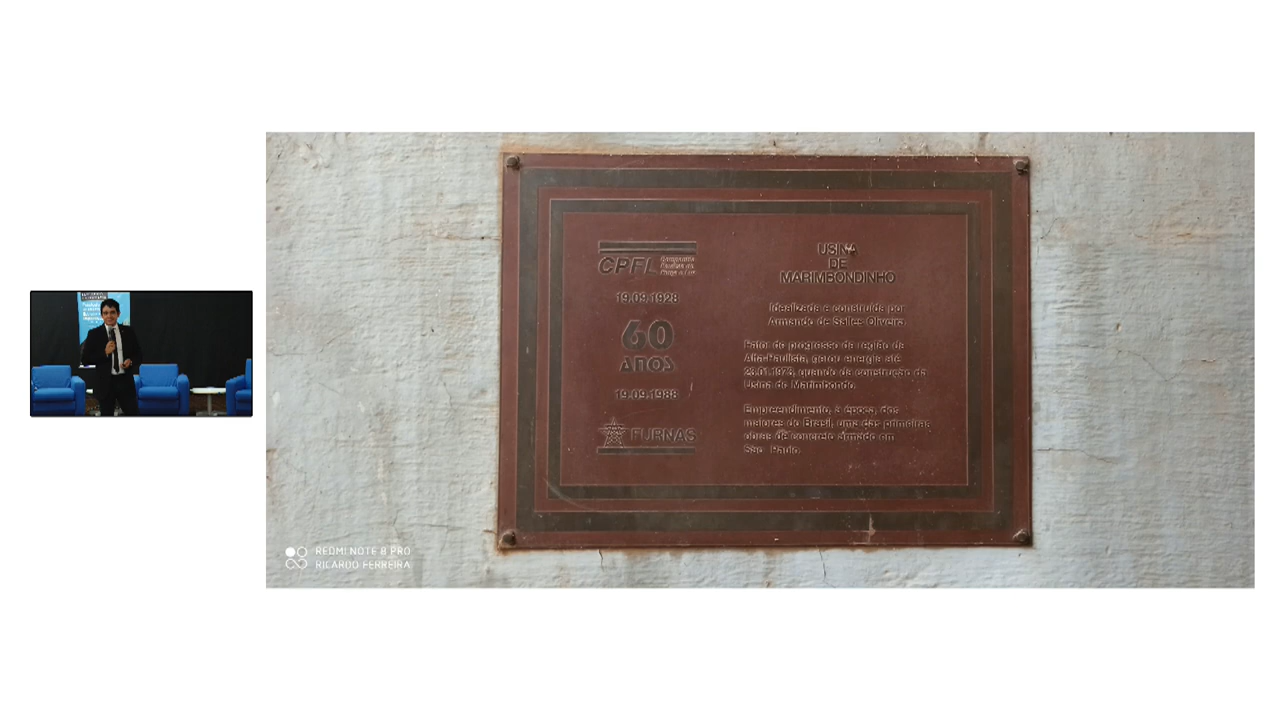 CPFL
Companhia
Paulista de
Força e Luz
19.09.1928
60
ANOS
19.09.1988
FURNAS
USINA
DE
MARIMBONDINHO
Idealizada e construída por
Armando de Salles Oliveira
Fator do progresso da região da
Alta-Paulista, gerou energia até
23.01.1973, quando da construção da
Usina de Marimbondo.
Empreendimento, à época, dos
maiores do Brasil, uma das primeiras
obras de concreto armado em
São Paulo.
REDMI NOTE 8 PRO
RICARDO FERREIRA